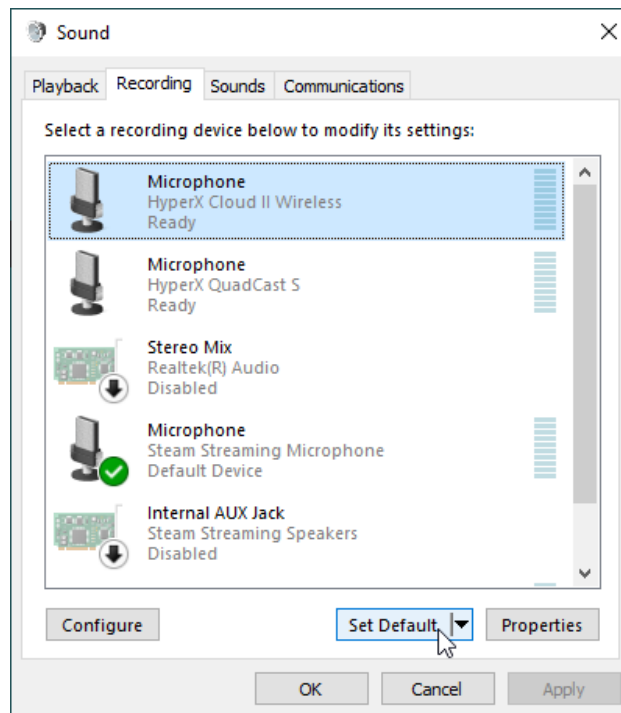 Sound
Playback Recording Sounds Communications
Select a recording device below to modify its settings:
Microphone
HyperX Cloud II Wireless
Ready
Microphone
HyperX QuadCast S
Ready
Stereo Mix
Realtek(R) Audio
Disabled
Microphone
Steam Streaming Microphone
Default Device
Internal AUX Jack
Steam Streaming Speakers
Disabled
Configure Set Default Properties
OK Cancel Apply